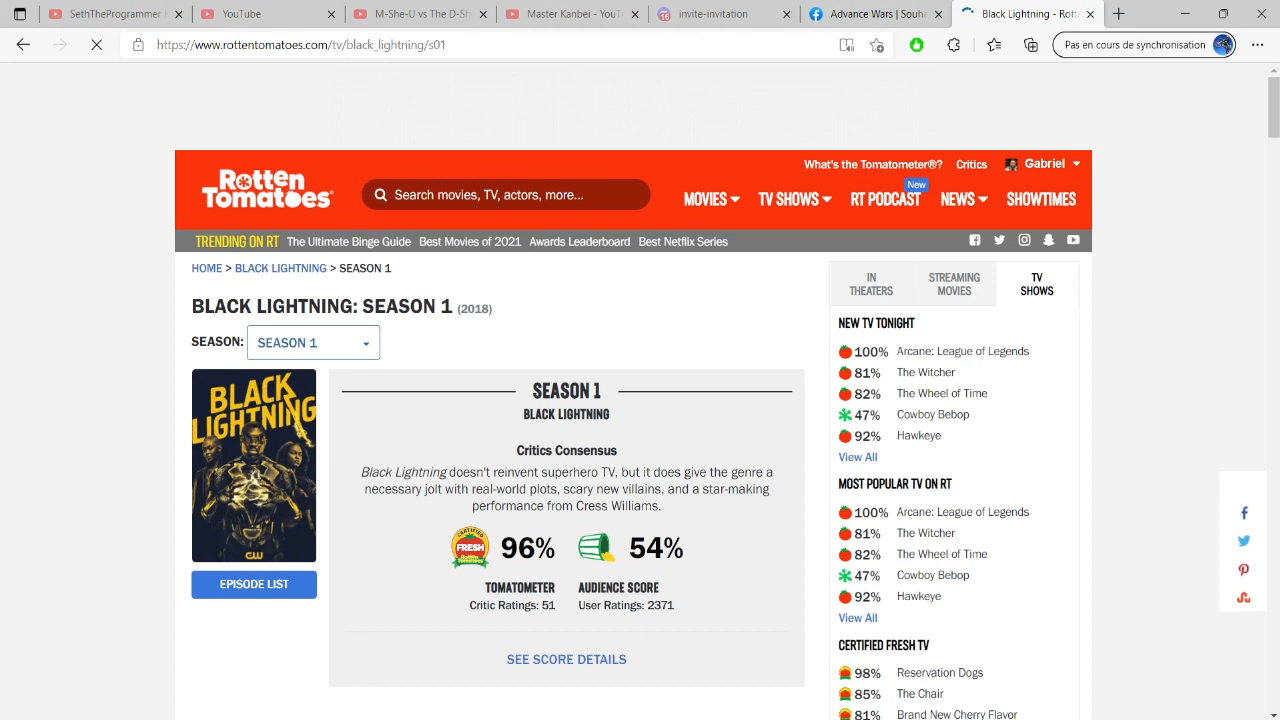 SetTheProgrammer
YouTube
M-She-U vs The D-Sh
Master Kanbei - YouT
16
invite-invitation
Advance Wars | Souha
Black Lightning - Rott
https://www.rottentomatoes.com/tv/black_lightning/s01
Pas en cours de synchronisation
What's the Tomatometer®?
Critics
Gabriel
Rotten Tomatoes
Search movies, TV, actors, more...
MOVIES
TV SHOWS
New
RT PODCAST
NEWS
SHOWTIMES
TRENDING ON RT
The Ultimate Binge Guide
Best Movies of 2021
Awards Leaderboard
Best Netflix Series
HOME > BLACK LIGHTNING > SEASON 1
BLACK LIGHTNING: SEASON 1 (2018)
SEASON:
SEASON 1
BLACK
LIGHTNING
CW
EPISODE LIST
SEASON 1
BLACK LIGHTNING
Critics Consensus
Black Lightning doesn't reinvent superhero TV, but it does give the genre a
necessary jolt with real-world plots, scary new villains, and a star-making
performance from Cress Williams.
CERTIFIED
FRESH
96%
54%
TOMATOMETER
AUDIENCE SCORE
Critic Ratings: 51
User Ratings: 2371
SEE SCORE DETAILS
IN
THEATERS
STREAMING
MOVIES
TV
SHOWS
NEW TV TONIGHT
100% Arcane: League of Legends
81% The Witcher
82% The Wheel of Time
47% Cowboy Bebop
92% Hawkeye
View All
MOST POPULAR TV ON RT
100% Arcane: League of Legends
81% The Witcher
82% The Wheel of Time
47% Cowboy Bebop
92% Hawkeye
View All
CERTIFIED FRESH TV
98% Reservation Dogs
85% The Chair
81% Brand New Cherry Flavor